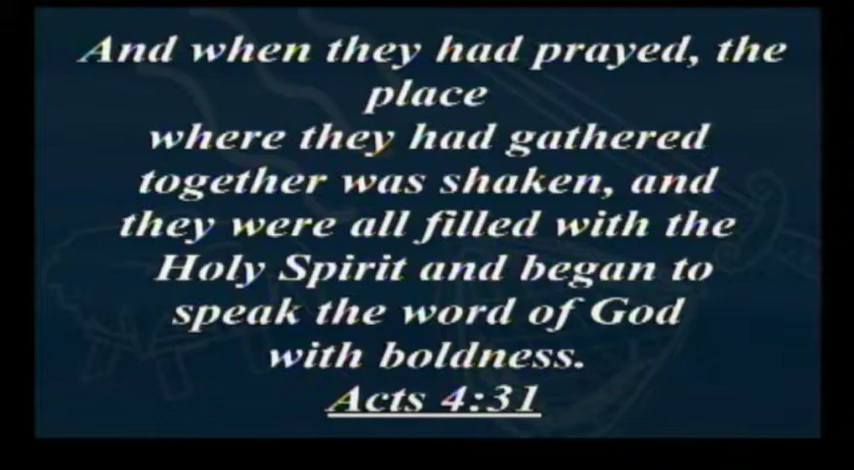 And when they had prayed, the
place
where they had gathered
together was shaken, and
they were all filled with the
Holy Spirit and began to
speak the word of God
with boldness.
Acts 4:31